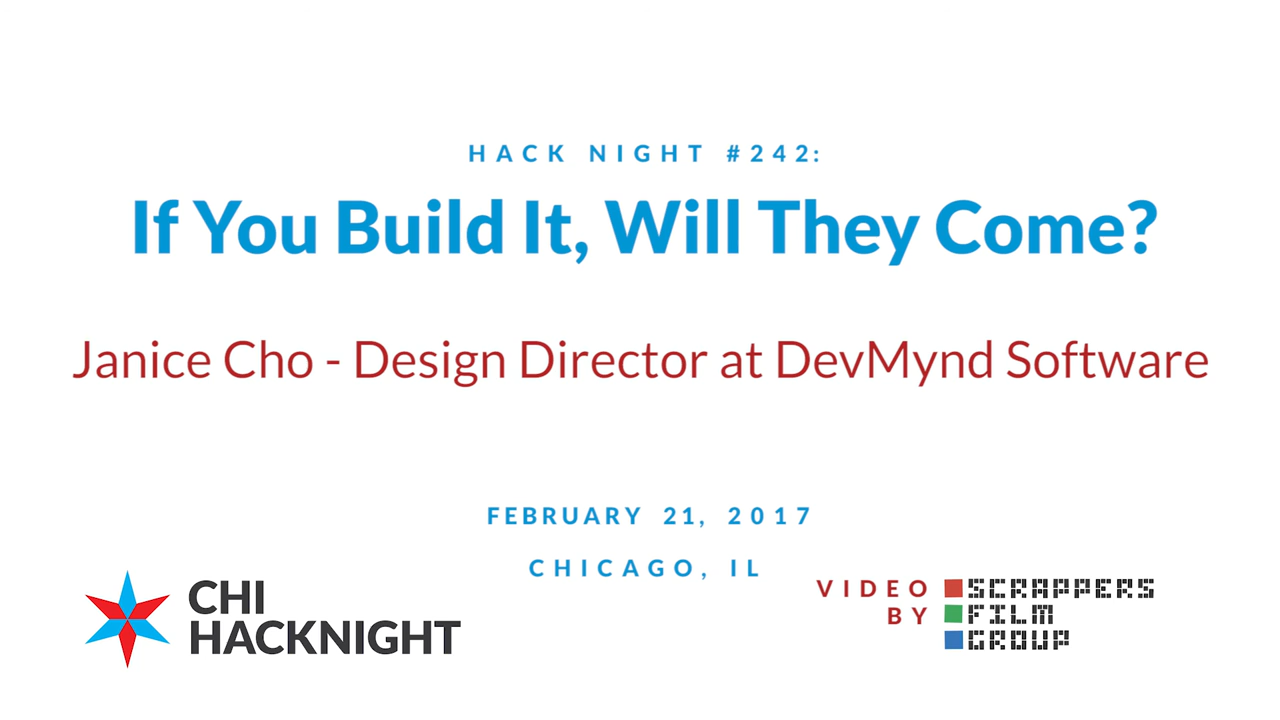 HACK NIGHT #242:
If You Build It, Will They Come?
Janice Cho - Design Director at DevMynd Software
FEBRUARY 21, 2017
CHICAGO, IL
CHI
HACKNIGHT
VIDEO
BY
SCRAPPERS
FILM
GROUP